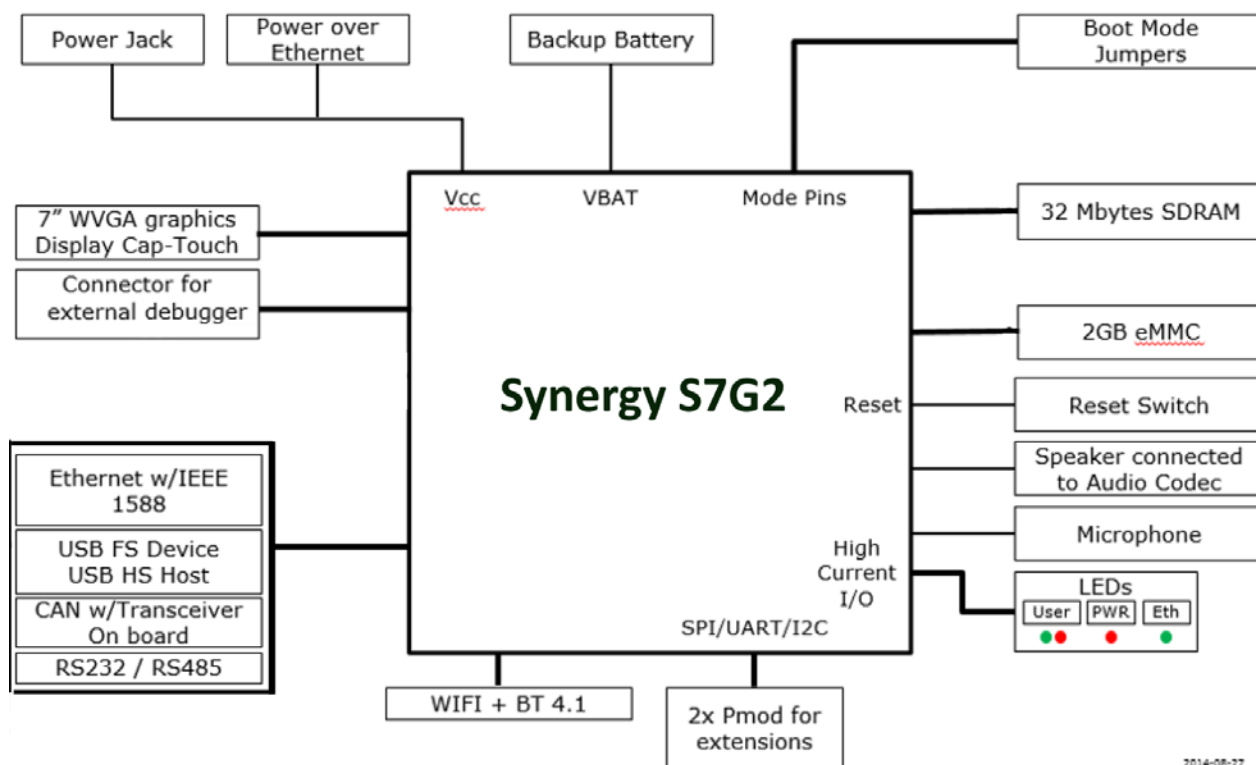 Power Jack
Power over
Ethernet
Backup Battery
Boot Mode
Jumpers
Vcc
VBAT
Mode Pins
7” WVGA graphics
Display Cap-Touch
32 Mbytes SDRAM
Connector for
external debugger
2GB eMMC
Synergy S7G2
Reset
Reset Switch
Ethernet w/IEEE
1588
Speaker connected
to Audio Codec
USB FS Device
USB HS Host
Microphone
High
Current
I/O
CAN w/Transceiver
On board
LEDs
User
PWR
Eth
RS232 / RS485
SPI/UART/I2C
WIFI + BT 4.1
2x Pmod for
extensions
2014-08-27